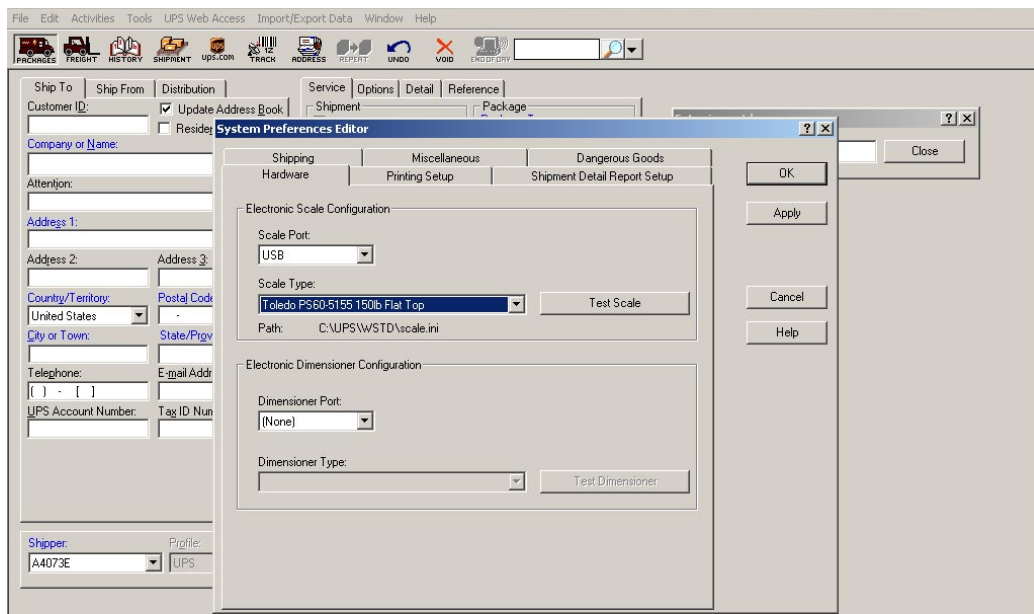 File Edit Activities Tools UPS Web Access Import/Export Data Window Help
PACKAGES FREIGHT HISTORY SHIPMENT ups.com TRACK ADDRESS REPEAT UNDO VOID END OF DAY
Ship To Ship From Distribution Service Options Detail Reference
Customer ID: Update Address Book Shipment Package
System Preferences Editor
Company or Name:
Close
Shipping Miscellaneous Dangerous Goods
Hardware Printing Setup Shipment Detail Report Setup
OK
Attention:
Electronic Scale Configuration
Apply
Address 1:
Scale Port:
USB
Address 2: Address 3:
Scale Type:
Toledo PS60-5155 150lb Flat Top Test Scale
Cancel
Country/Territory: Postal Code
United States
Path: C:\UPS\WSTD\scale.ini
Help
City or Town: State/Prov
Telephone: E-mail Addr
Electronic Dimensioner Configuration
( ) - [ ]
Dimensioner Port:
(None)
UPS Account Number: Tax ID Num
Dimensioner Type:
Test Dimensioner
Shipper: Profile:
A4073E UPS